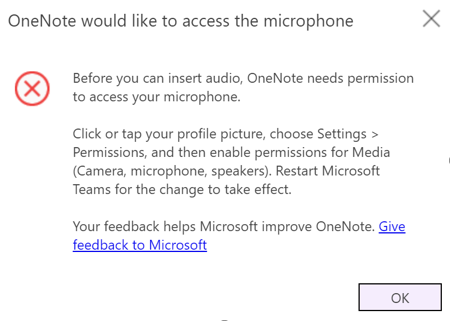 OneNote would like to access the microphone
Before you can insert audio, OneNote needs permission
to access your microphone.
Click or tap your profile picture, choose Settings >
Permissions, and then enable permissions for Media
(Camera, microphone, speakers). Restart Microsoft
Teams for the change to take effect.
Your feedback helps Microsoft improve OneNote. Give
feedback to Microsoft
OK